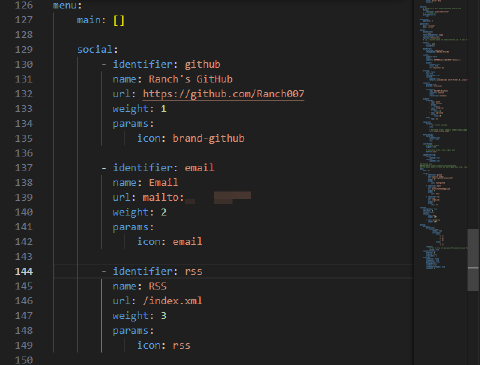 126 menu:
127     main: []
128
129     social:
130         - identifier: github
131           name: Ranch's GitHub
132           url: https://github.com/Ranch007
133           weight: 1
134           params:
135               icon: brand-github
136
137         - identifier: email
138           name: Email
139           url: mailto:
140           weight: 2
141           params:
142               icon: email
143
144         - identifier: rss
145           name: RSS
146           url: /index.xml
147           weight: 3
148           params:
149               icon: rss
150